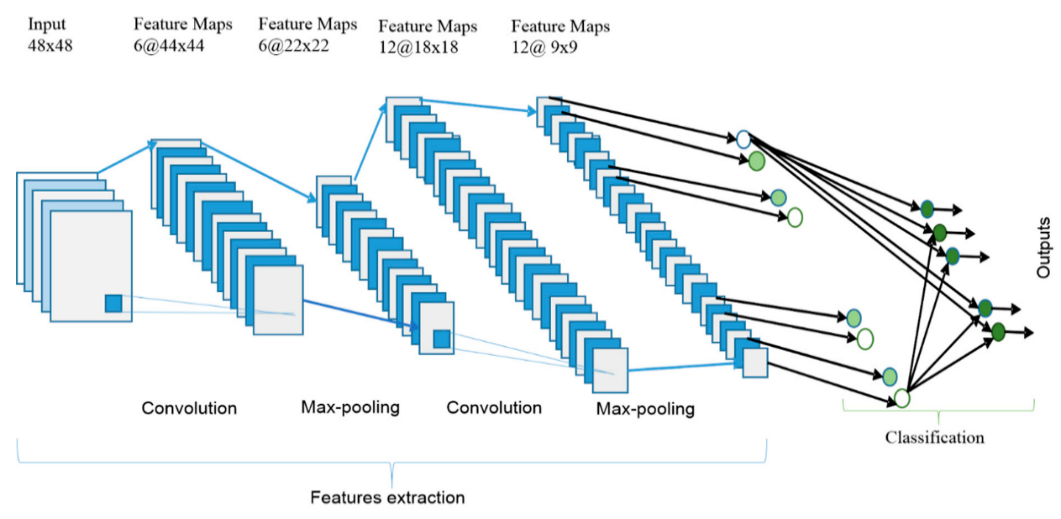 Input
48x48
Feature Maps
6@44x44
Feature Maps
6@22x22
Feature Maps
12@18x18
Feature Maps
12@ 9x9
Outputs
Convolution
Max-pooling
Convolution
Max-pooling
Classification
Features extraction